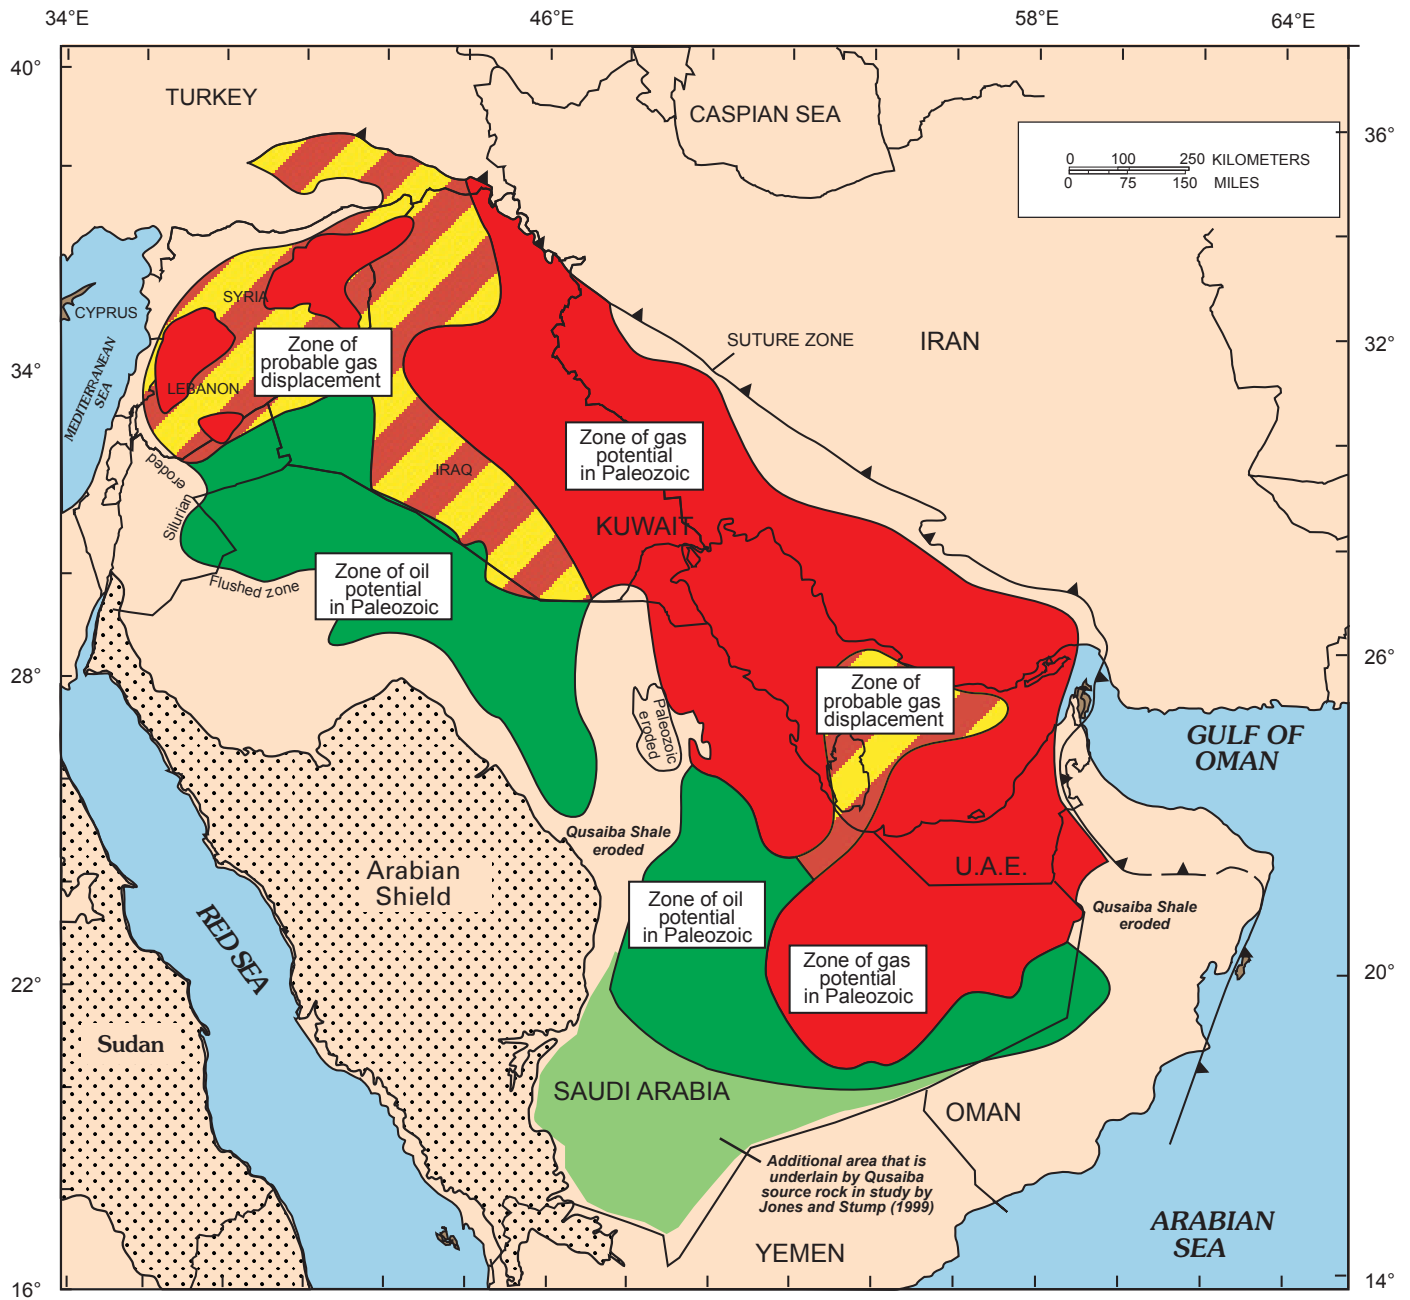 34°E
46°E
58°E
64°E
40°
34°
28°
22°
16°
36°
32°
26°
20°
14°
TURKEY
CASPIAN SEA
0 100 250 KILOMETERS
0 75 150 MILES
CYPRUS
MEDITERRANEAN
SEA
SYRIA
LEBANON
Zone of
probable gas
displacement
SUTURE ZONE
IRAN
IRAQ
Zone of gas
potential
in Paleozoic
KUWAIT
eroded
Silurian
Flushed zone
Zone of oil
potential
in Paleozoic
Paleozoic
eroded
Zone of
probable gas
displacement
GULF OF
OMAN
Qusaiba Shale
eroded
Arabian
Shield
U.A.E.
Zone of oil
potential
in Paleozoic
Qusaiba Shale
eroded
RED SEA
Zone of gas
potential
in Paleozoic
Sudan
SAUDI ARABIA
OMAN
Additional area that is
underlain by Qusaiba
source rock in study by
Jones and Stump (1999)
YEMEN
ARABIAN
SEA